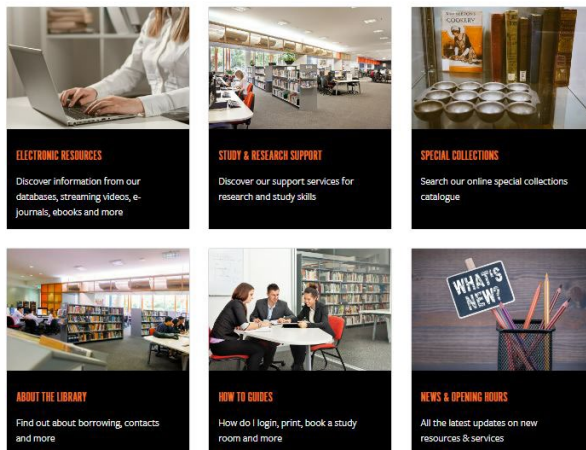 COOKERY
ELECTRONIC RESOURCES
Discover information from our
databases, streaming videos, e-
journals, ebooks and more
STUDY & RESEARCH SUPPORT
Discover our support services for
research and study skills
SPECIAL COLLECTIONS
Search our online special collections
catalogue
WHAT'S
NEW?
ABOUT THE LIBRARY
Find out about borrowing, contacts
and more
HOW TO GUIDES
How do I login, print, book a study
room and more
NEWS & OPENING HOURS
All the latest updates on new
resources & services